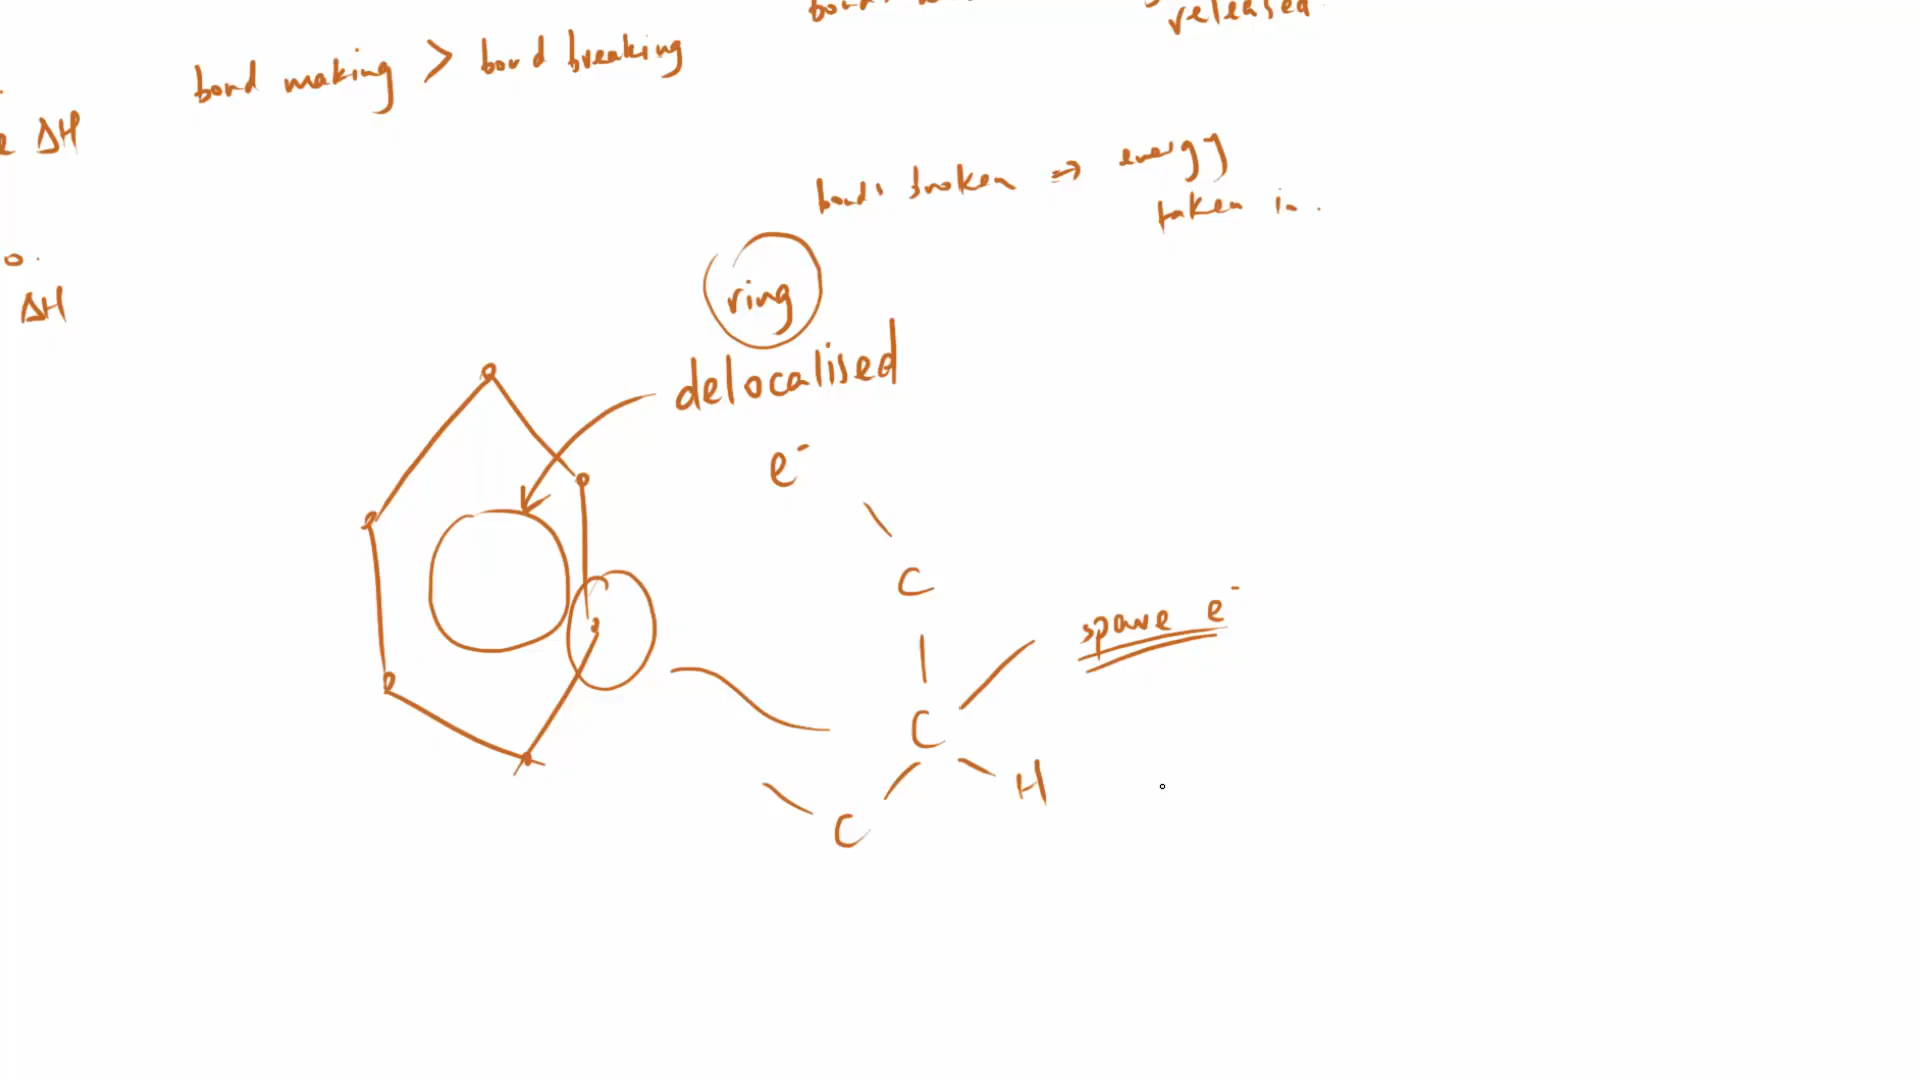 released
bond making > bond breaking
ΔH
bonds broken => energy
taken in.
o.
ΔH
ring
delocalised
e⁻
C
spare e⁻
C
H
C